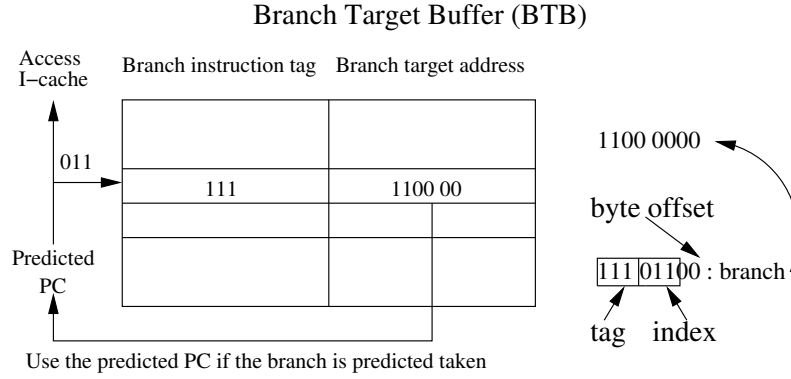 Branch Target Buffer (BTB)
Access
I−cache
Branch instruction tag
Branch target address
011
111
1100 00
1100 0000
byte offset
Predicted
PC
111 01100 : branch
tag
index
Use the predicted PC if the branch is predicted taken